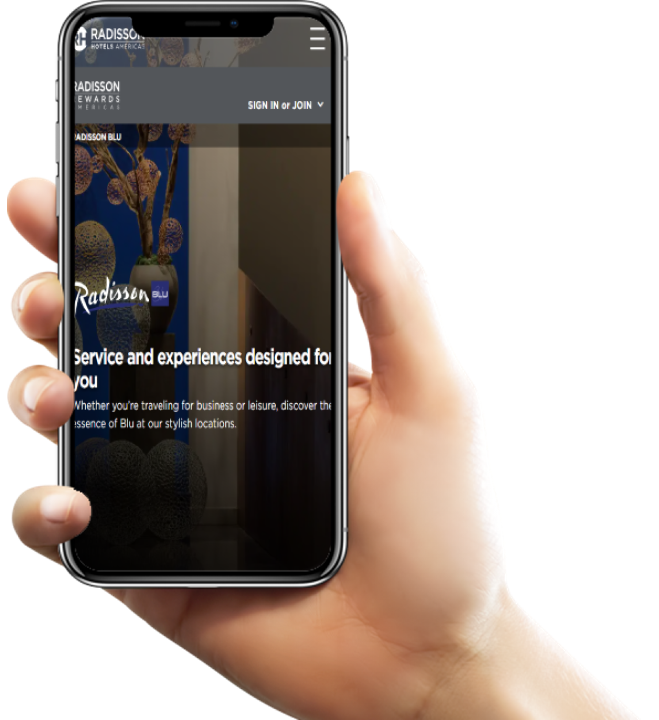 RADISSON
HOTELS AMERICAS
RADISSON
REWARDS
AMERICAS
SIGN IN or JOIN
RADISSON BLU
Radisson BLU
Service and experiences designed for
you
Whether you're traveling for business or leisure, discover the
essence of Blu at our stylish locations.